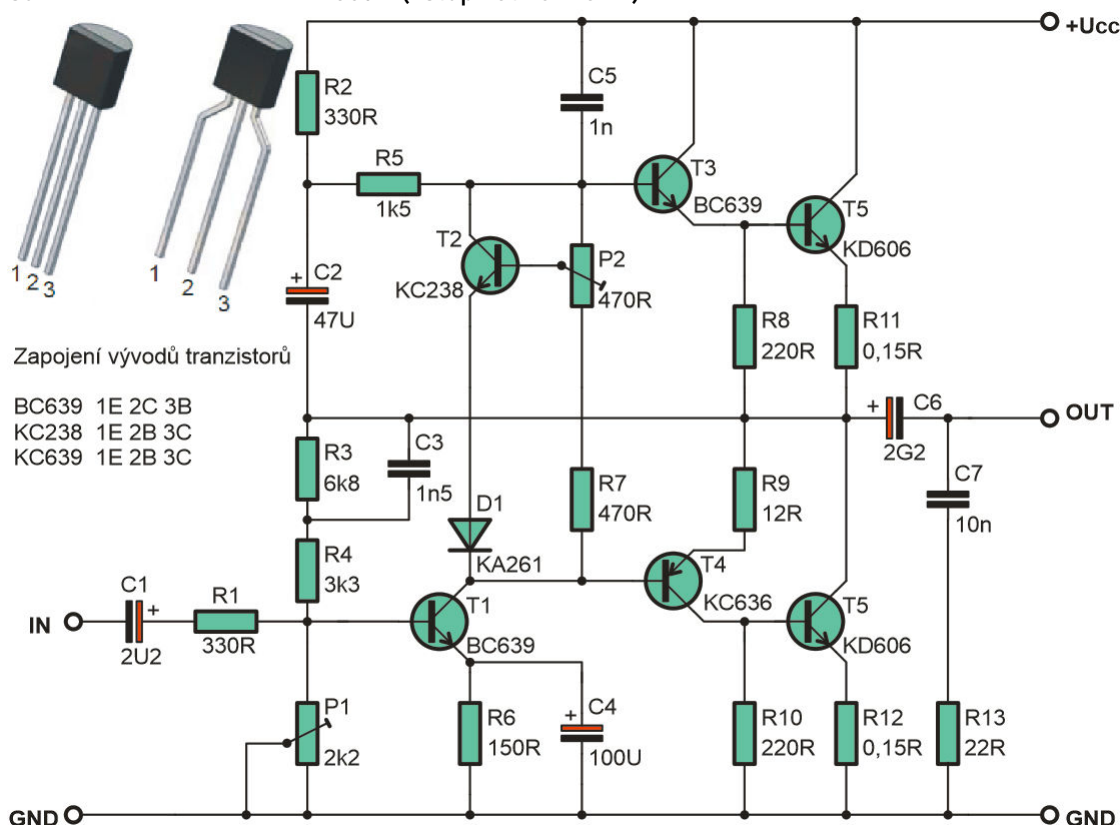 +Ucc
R2
330R
C5
1n
R5
1k5
T3
BC639
T5
KD606
T2
KC238
P2
470R
1 2 3
1 2 3
C2
+
47U
R8
220R
R11
0,15R
Zapojení vývodů tranzistorů
BC639 1E 2C 3B
KC238 1E 2B 3C
KC639 1E 2B 3C
+
C6
2G2
OUT
R3
6k8
C3
1n5
R7
470R
R9
12R
C7
10n
D1
KA261
R4
3k3
T4
KC636
C1
+
2U2
R1
330R
IN
T1
BC639
T5
KD606
P1
2k2
R6
150R
C4
+
100U
R10
220R
R12
0,15R
R13
22R
GND
GND